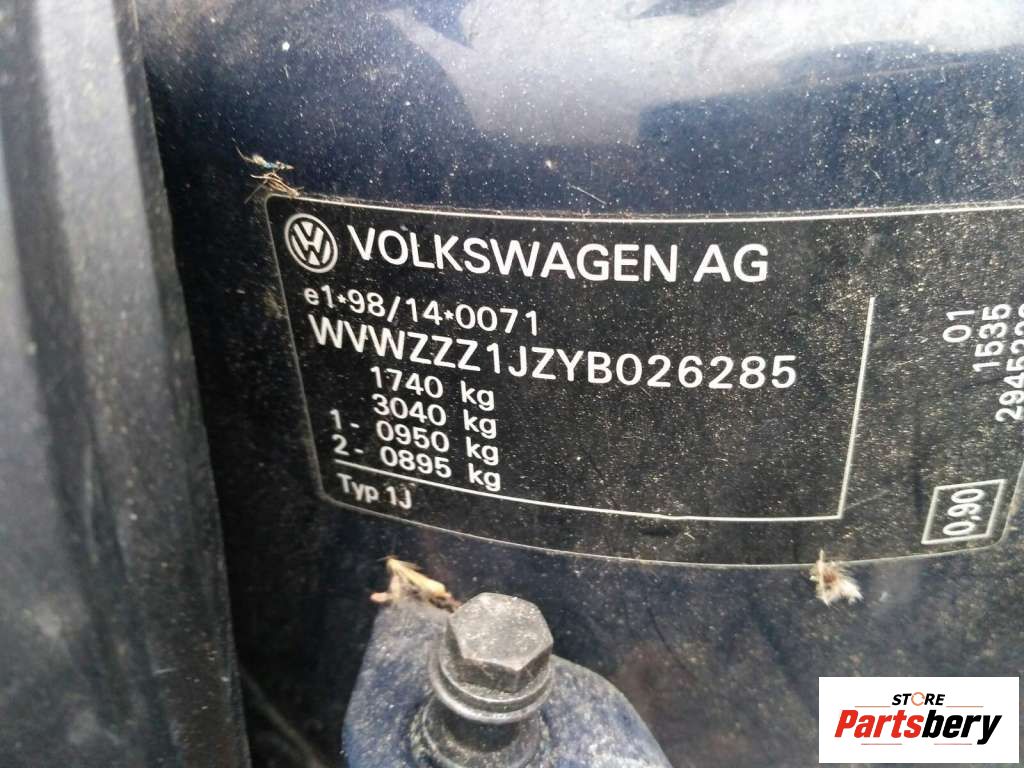 VOLKSWAGEN AG
e1*98/14*0071
WVWZZZ1JZYB026285
1740 kg
3040 kg
1- 0950 kg
2- 0895 kg
Typ 1J
01
1535
0,90
STORE
Partsbery